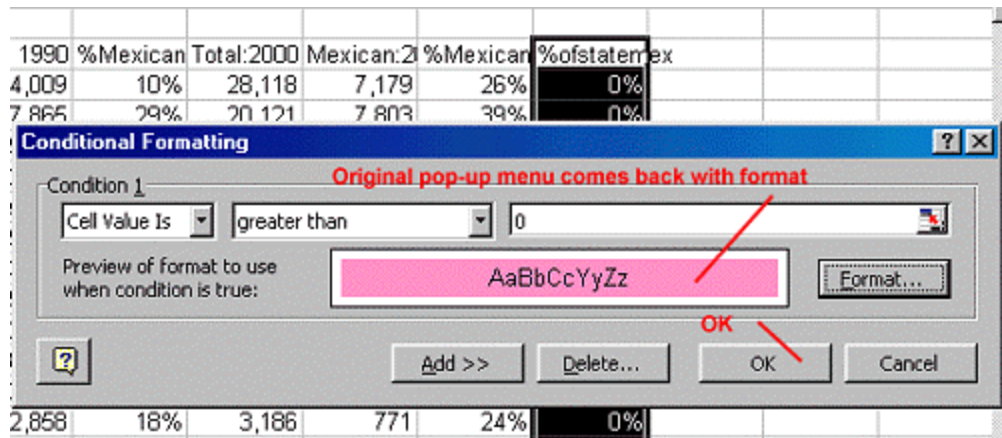 1990 %Mexican Total:2000 Mexican:2 %Mexican %ofstatemex
4,009 10% 28,118 7,179 26% 0%
7,865 29% 20,121 7,803 39% 0%
Conditional Formatting
Original pop-up menu comes back with format
Condition 1
Cell Value Is greater than 0
Preview of format to use
when condition is true:
AaBbCcYyZz
Format...
OK
Add >> Delete... OK Cancel
2,858 18% 3,186 771 24% 0%